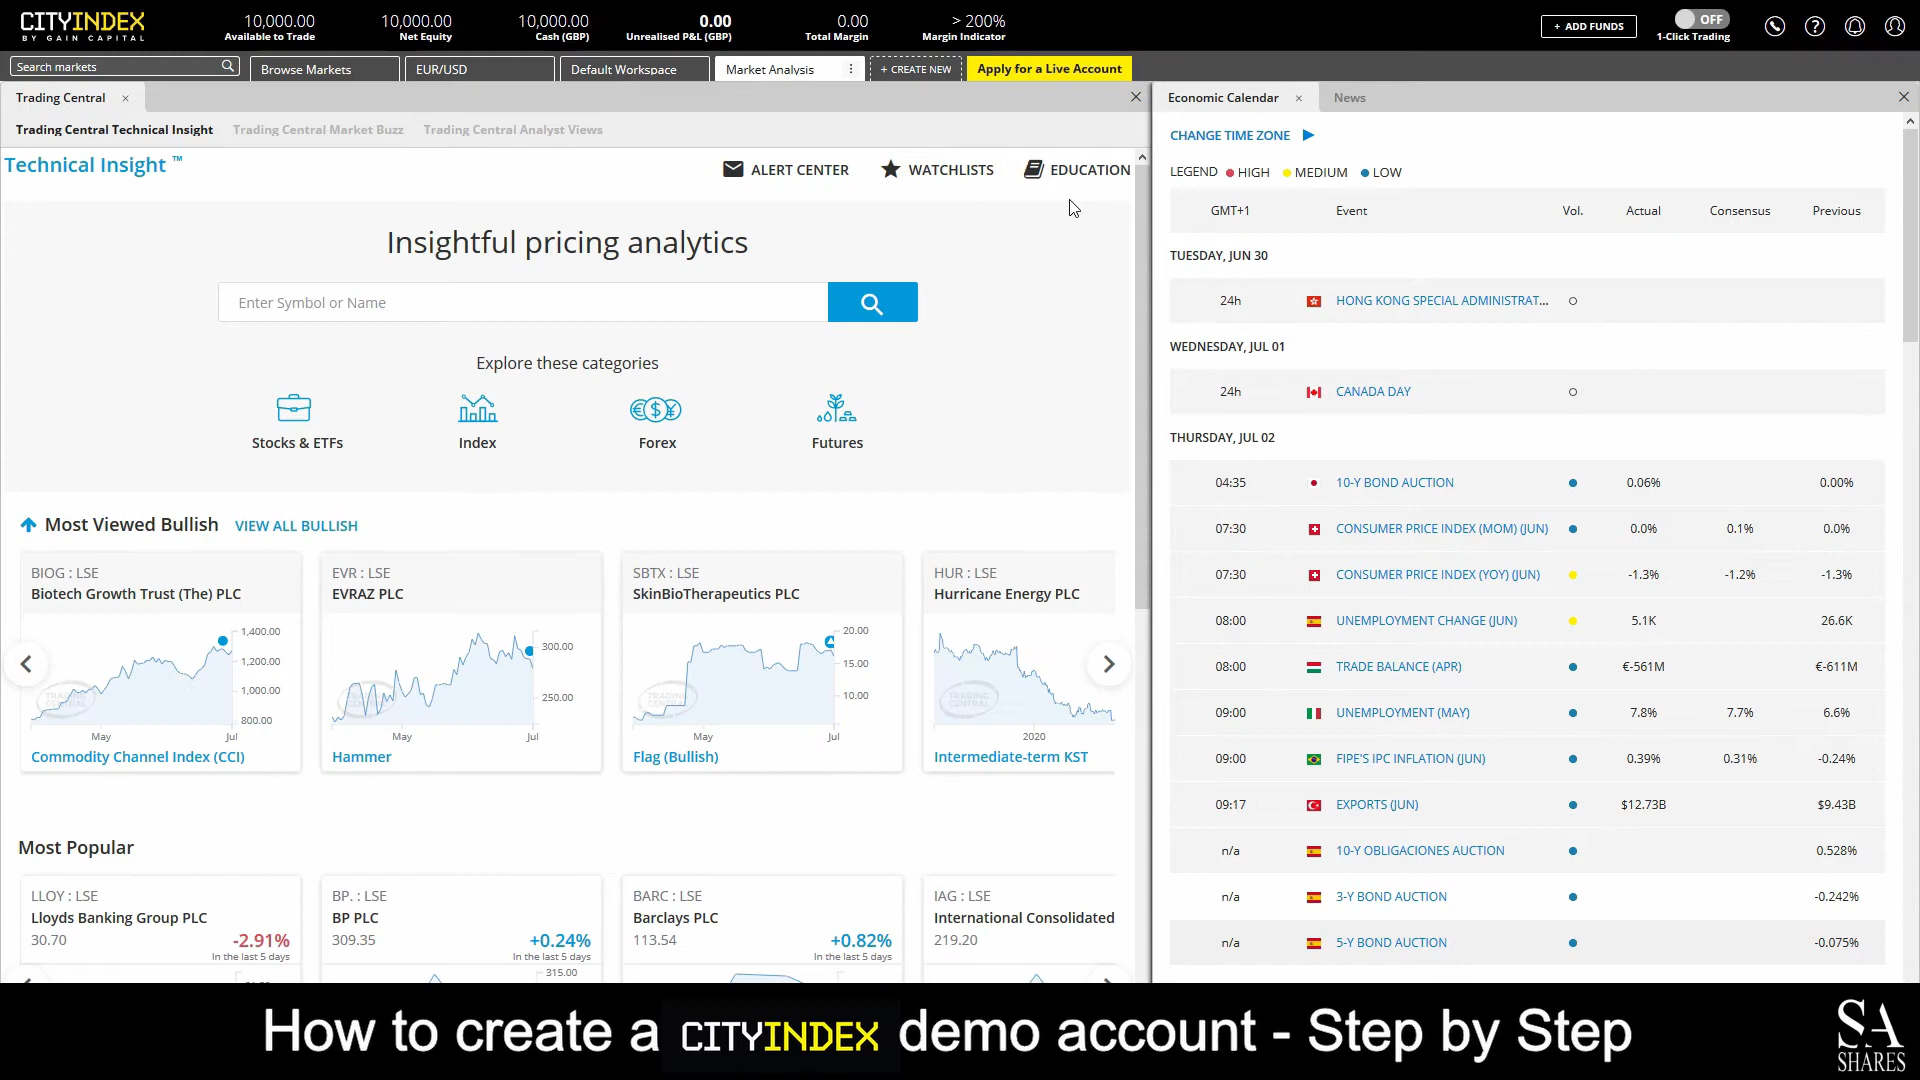 CITYINDEX
BY GAIN CAPITAL
10,000.00
Available to Trade
10,000.00
Net Equity
10,000.00
Cash (GBP)
0.00
Unrealised P&L (GBP)
0.00
Total Margin
> 200%
Margin Indicator
+ ADD FUNDS
OFF
1-Click Trading
Search markets
Browse Markets
EUR/USD
Default Workspace
Market Analysis
+ CREATE NEW
Apply for a Live Account
Trading Central ×
Trading Central Technical Insight
Trading Central Market Buzz
Trading Central Analyst Views
Technical Insight ™
ALERT CENTER
WATCHLISTS
EDUCATION
Insightful pricing analytics
Enter Symbol or Name
Explore these categories
Stocks & ETFs
Index
Forex
Futures
Most Viewed Bullish VIEW ALL BULLISH
BIOG : LSE
Biotech Growth Trust (The) PLC
1,400.00
1,200.00
1,000.00
800.00
TRADING CENTRAL
May Jul
Commodity Channel Index (CCI)
EVR : LSE
EVRAZ PLC
300.00
250.00
TRADING CENTRAL
May Jul
Hammer
SBTX : LSE
SkinBioTherapeutics PLC
20.00
15.00
10.00
TRADING CENTRAL
May Jul
Flag (Bullish)
HUR : LSE
Hurricane Energy PLC
TRADING CENTRAL
2020
Intermediate-term KST
Most Popular
LLOY : LSE
Lloyds Banking Group PLC
30.70
-2.91%
In the last 5 days
BP. : LSE
BP PLC
309.35
+0.24%
In the last 5 days
315.00
BARC : LSE
Barclays PLC
113.54
+0.82%
In the last 5 days
IAG : LSE
International Consolidated
219.20
Economic Calendar ×
News
CHANGE TIME ZONE
LEGEND HIGH MEDIUM LOW
GMT+1 Event Vol. Actual Consensus Previous
TUESDAY, JUN 30
24h HONG KONG SPECIAL ADMINISTRAT...
WEDNESDAY, JUL 01
24h CANADA DAY
THURSDAY, JUL 02
04:35 10-Y BOND AUCTION 0.06% 0.00%
07:30 CONSUMER PRICE INDEX (MOM) (JUN) 0.0% 0.1% 0.0%
07:30 CONSUMER PRICE INDEX (YOY) (JUN) -1.3% -1.2% -1.3%
08:00 UNEMPLOYMENT CHANGE (JUN) 5.1K 26.6K
08:00 TRADE BALANCE (APR) €-561M €-611M
09:00 UNEMPLOYMENT (MAY) 7.8% 7.7% 6.6%
09:00 FIPE'S IPC INFLATION (JUN) 0.39% 0.31% -0.24%
09:17 EXPORTS (JUN) $12.73B $9.43B
n/a 10-Y OBLIGACIONES AUCTION 0.528%
n/a 3-Y BOND AUCTION -0.242%
n/a 5-Y BOND AUCTION -0.075%
How to create a CITYINDEX demo account - Step by Step
SA
SHARES